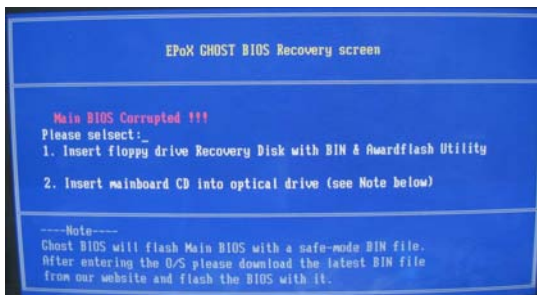 EPoX GHOST BIOS Recovery screen
Main BIOS Corrupted !!!
Please selsect:_
1. Insert floppy drive Recovery Disk with BIN & Awardflash Utility
2. Insert mainboard CD into optical drive (see Note below)
----Note----
Ghost BIOS will flash Main BIOS with a safe-mode BIN file.
After entering the O/S please download the latest BIN file
from our website and flash the BIOS with it.